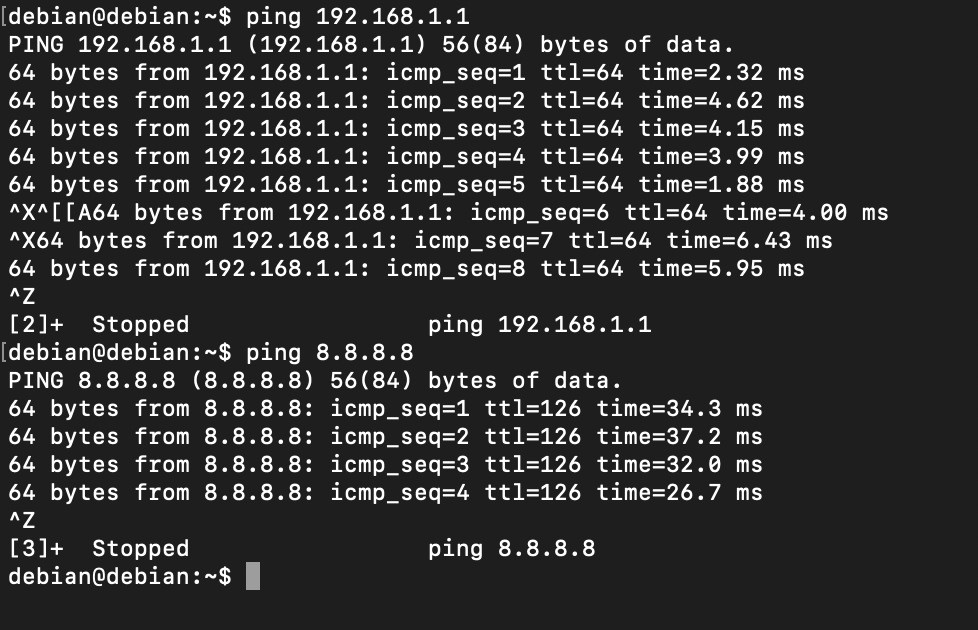 [debian@debian:~$ ping 192.168.1.1
PING 192.168.1.1 (192.168.1.1) 56(84) bytes of data.
64 bytes from 192.168.1.1: icmp_seq=1 ttl=64 time=2.32 ms
64 bytes from 192.168.1.1: icmp_seq=2 ttl=64 time=4.62 ms
64 bytes from 192.168.1.1: icmp_seq=3 ttl=64 time=4.15 ms
64 bytes from 192.168.1.1: icmp_seq=4 ttl=64 time=3.99 ms
64 bytes from 192.168.1.1: icmp_seq=5 ttl=64 time=1.88 ms
^X^[[A64 bytes from 192.168.1.1: icmp_seq=6 ttl=64 time=4.00 ms
^X64 bytes from 192.168.1.1: icmp_seq=7 ttl=64 time=6.43 ms
64 bytes from 192.168.1.1: icmp_seq=8 ttl=64 time=5.95 ms
^Z
[2]+  Stopped                 ping 192.168.1.1
[debian@debian:~$ ping 8.8.8.8
PING 8.8.8.8 (8.8.8.8) 56(84) bytes of data.
64 bytes from 8.8.8.8: icmp_seq=1 ttl=126 time=34.3 ms
64 bytes from 8.8.8.8: icmp_seq=2 ttl=126 time=37.2 ms
64 bytes from 8.8.8.8: icmp_seq=3 ttl=126 time=32.0 ms
64 bytes from 8.8.8.8: icmp_seq=4 ttl=126 time=26.7 ms
^Z
[3]+  Stopped                 ping 8.8.8.8
debian@debian:~$